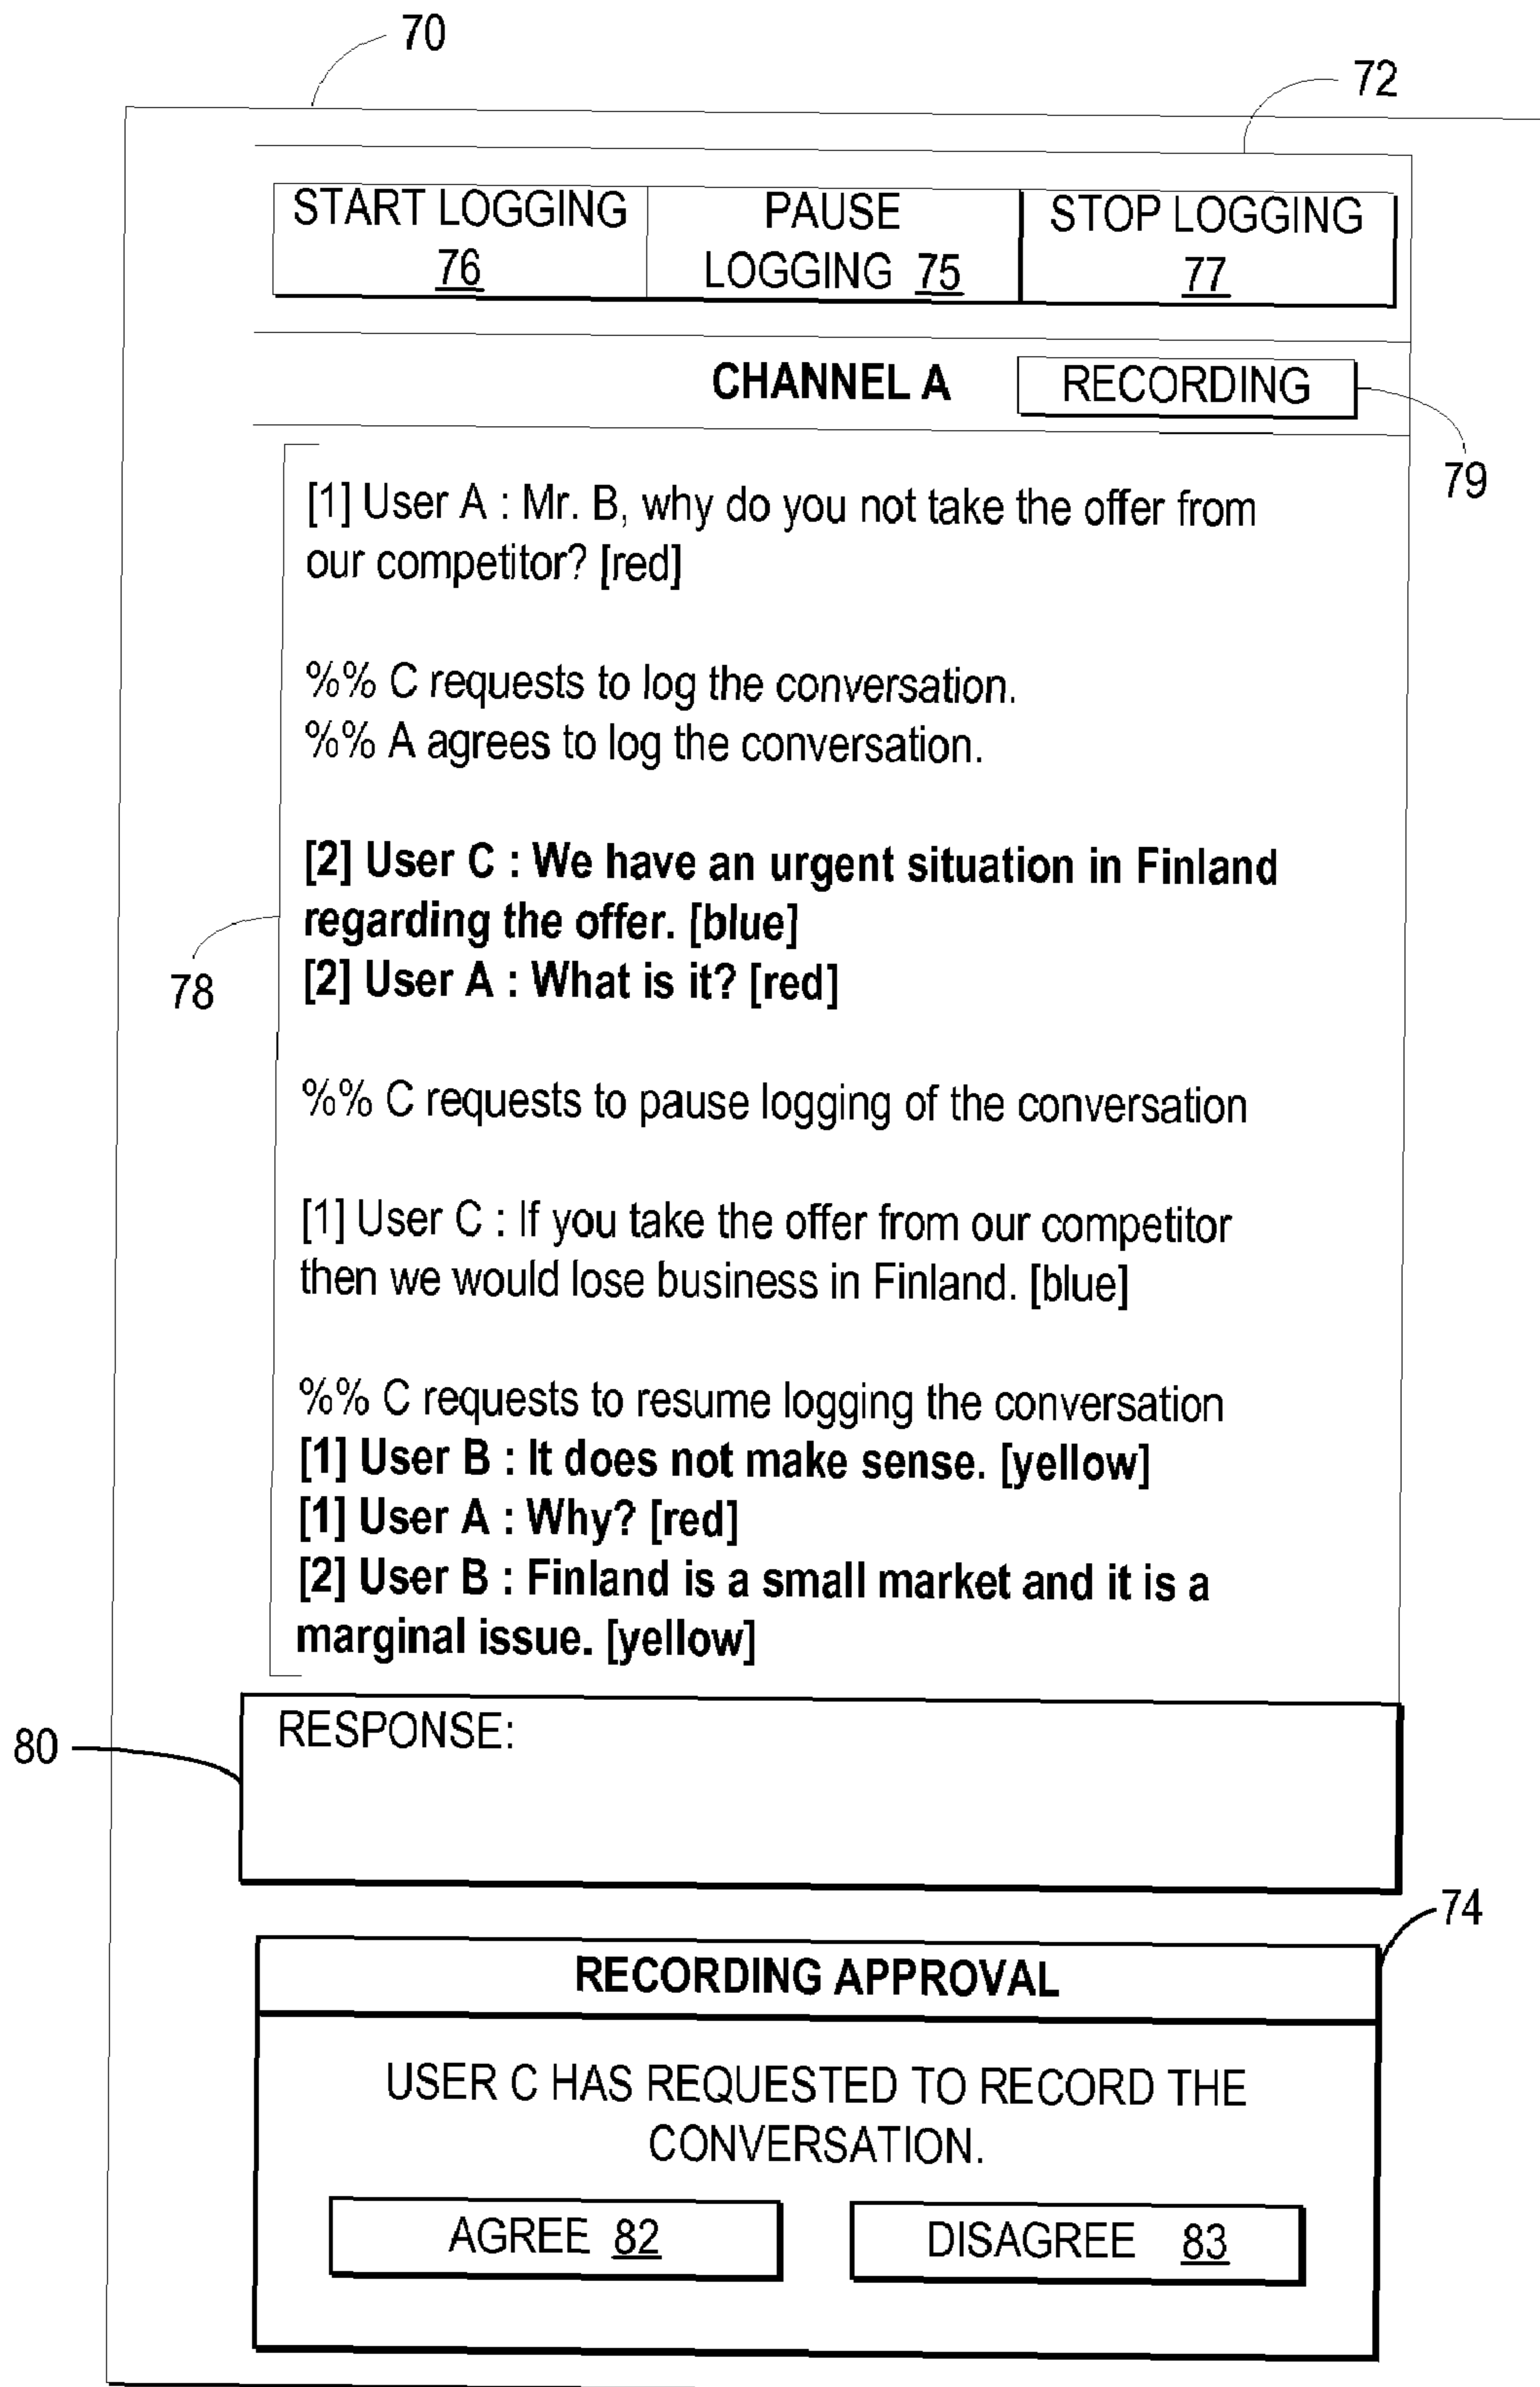 70
72
START LOGGING
76
PAUSE
LOGGING 75
STOP LOGGING
77
CHANNEL A
RECORDING
79
[1] User A : Mr. B, why do you not take the offer from
our competitor? [red]
%% C requests to log the conversation.
%% A agrees to log the conversation.
[2] User C : We have an urgent situation in Finland
regarding the offer. [blue]
[2] User A : What is it? [red]
78
%% C requests to pause logging of the conversation
[1] User C : If you take the offer from our competitor
then we would lose business in Finland. [blue]
%% C requests to resume logging the conversation
[1] User B : It does not make sense. [yellow]
[1] User A : Why? [red]
[2] User B : Finland is a small market and it is a
marginal issue. [yellow]
80
RESPONSE:
74
RECORDING APPROVAL
USER C HAS REQUESTED TO RECORD THE
CONVERSATION.
AGREE 82
DISAGREE 83